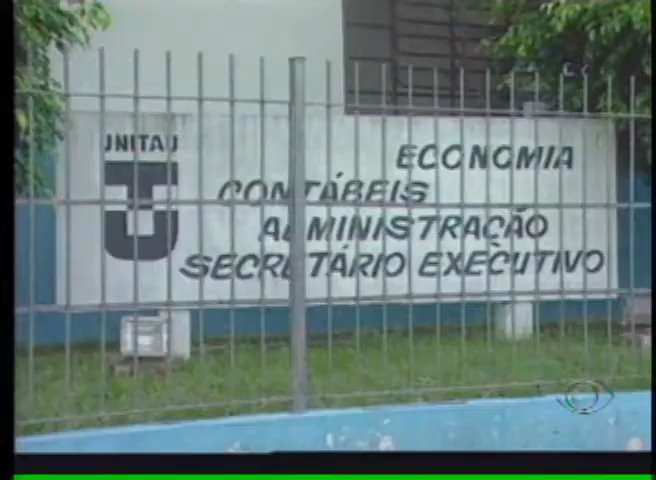 UNITAU
ECONOMIA
CONTÁBEIS
ADMINISTRAÇÃO
SECRETÁRIO EXECUTIVO